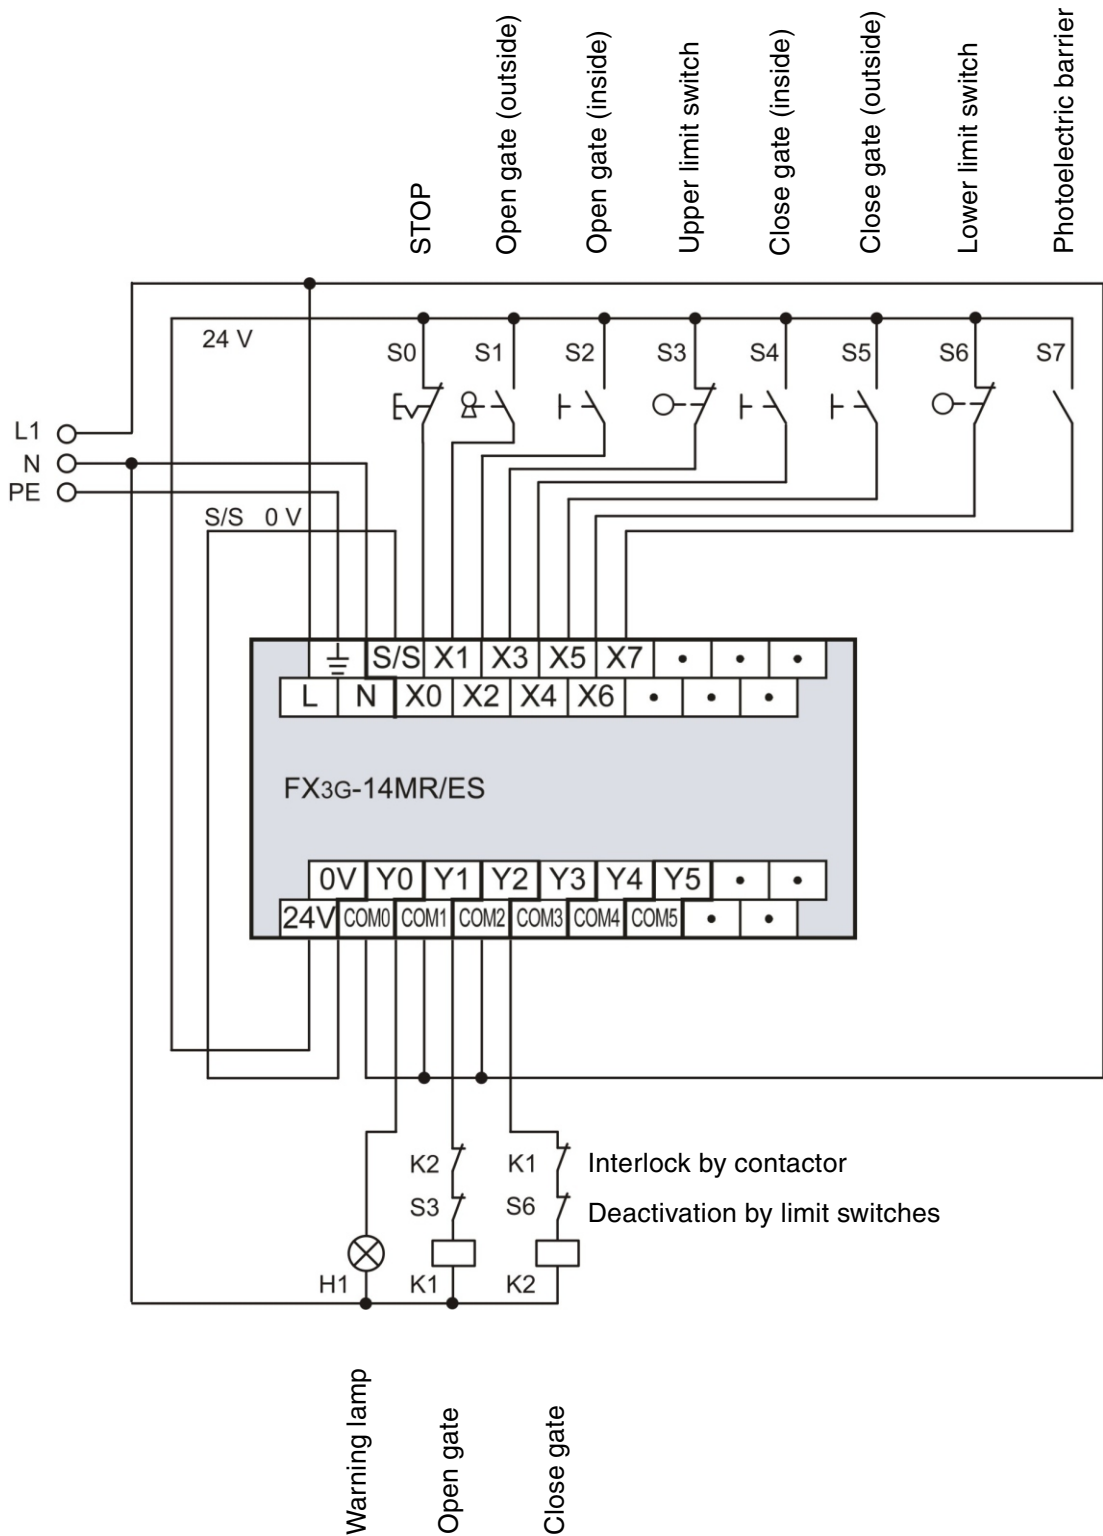 STOP
Open gate (outside)
Open gate (inside)
Upper limit switch
Close gate (inside)
Close gate (outside)
Lower limit switch
Photoelectric barrier
24 V
S0 S1 S2 S3 S4 S5 S6 S7
L1
N
PE
S/S 0 V
S/S X1 X3 X5 X7
L N X0 X2 X4 X6
FX3G-14MR/ES
0V Y0 Y1 Y2 Y3 Y4 Y5
24V COM0 COM1 COM2 COM3 COM4 COM5
K2 K1 Interlock by contactor
S3 S6 Deactivation by limit switches
H1 K1 K2
Warning lamp
Open gate
Close gate